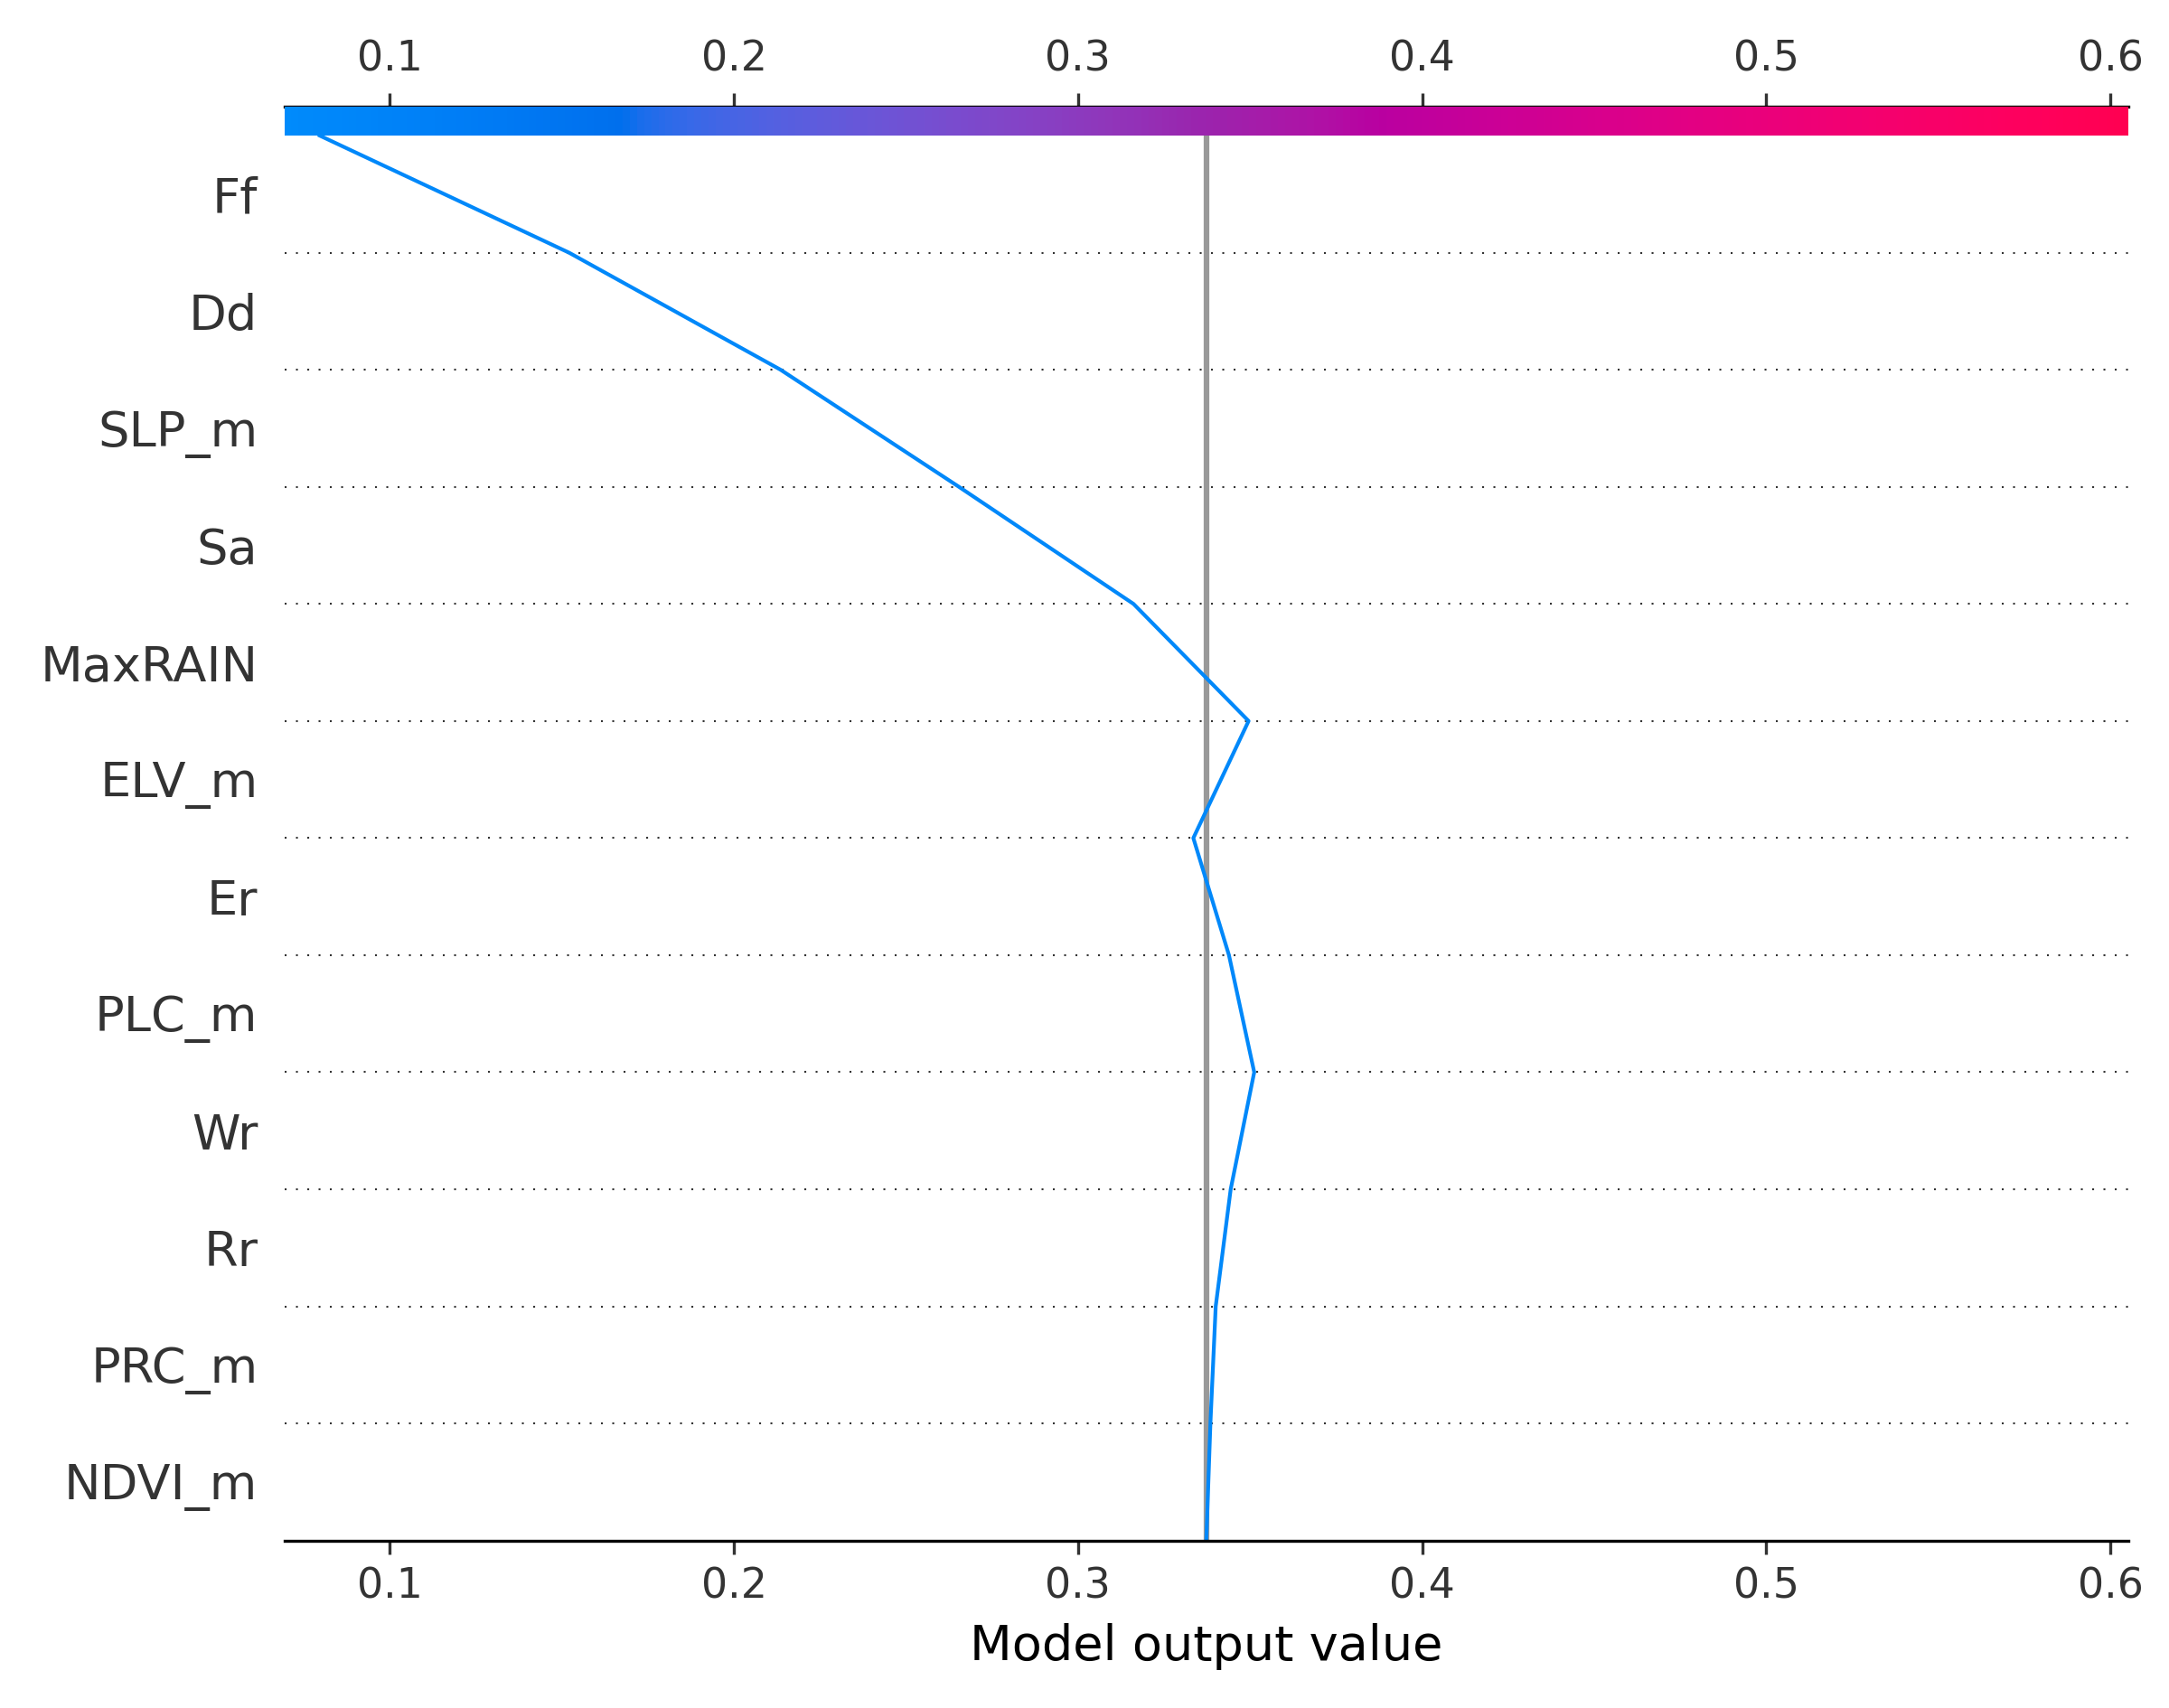 0.1 0.2 0.3 0.4 0.5 0.6
Ff
Dd
SLP_m
Sa
MaxRAIN
ELV_m
Er
PLC_m
Wr
Rr
PRC_m
NDVI_m
0.1 0.2 0.3 0.4 0.5 0.6
Model output value